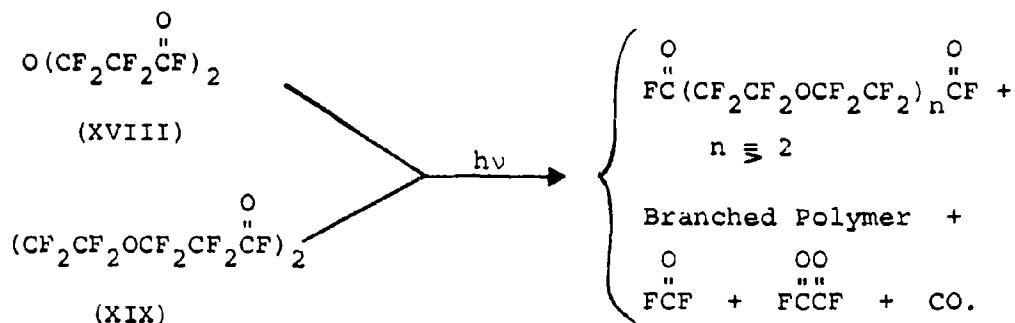 O
O(CF₂CF₂CF)₂
(XVIII)
O
(CF₂CF₂OCF₂CF₂CF)₂
(XIX)
hν
O O
FC(CF₂CF₂OCF₂CF₂)ₙCF +
n ≧ 2
Branched Polymer +
O OO
FCF + FCCF + CO.